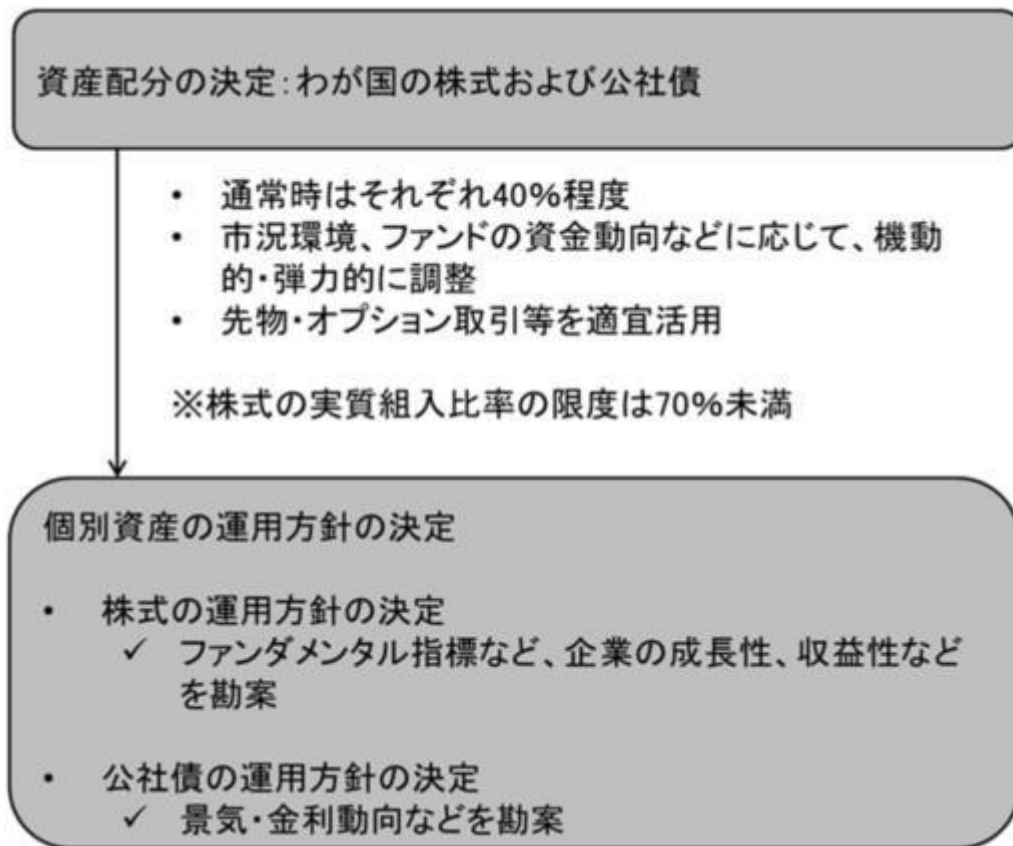 資産配分の決定：わが国の株式および公社債
• 通常時はそれぞれ40％程度
• 市況環境、ファンドの資金動向などに応じて、機動
的・弾力的に調整
• 先物・オプション取引等を適宜活用
※株式の実質組入比率の限度は70％未満
個別資産の運用方針の決定
• 株式の運用方針の決定
✓ ファンダメンタル指標など、企業の成長性、収益性など
を勘案
• 公社債の運用方針の決定
✓ 景気・金利動向などを勘案